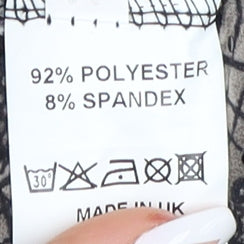 92% POLYESTER
8% SPANDEX
30°
MADE IN UK